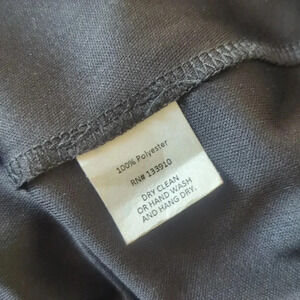 100% Polyester
RN# 133910
DRY CLEAN
OR HAND WASH
AND HANG DRY.